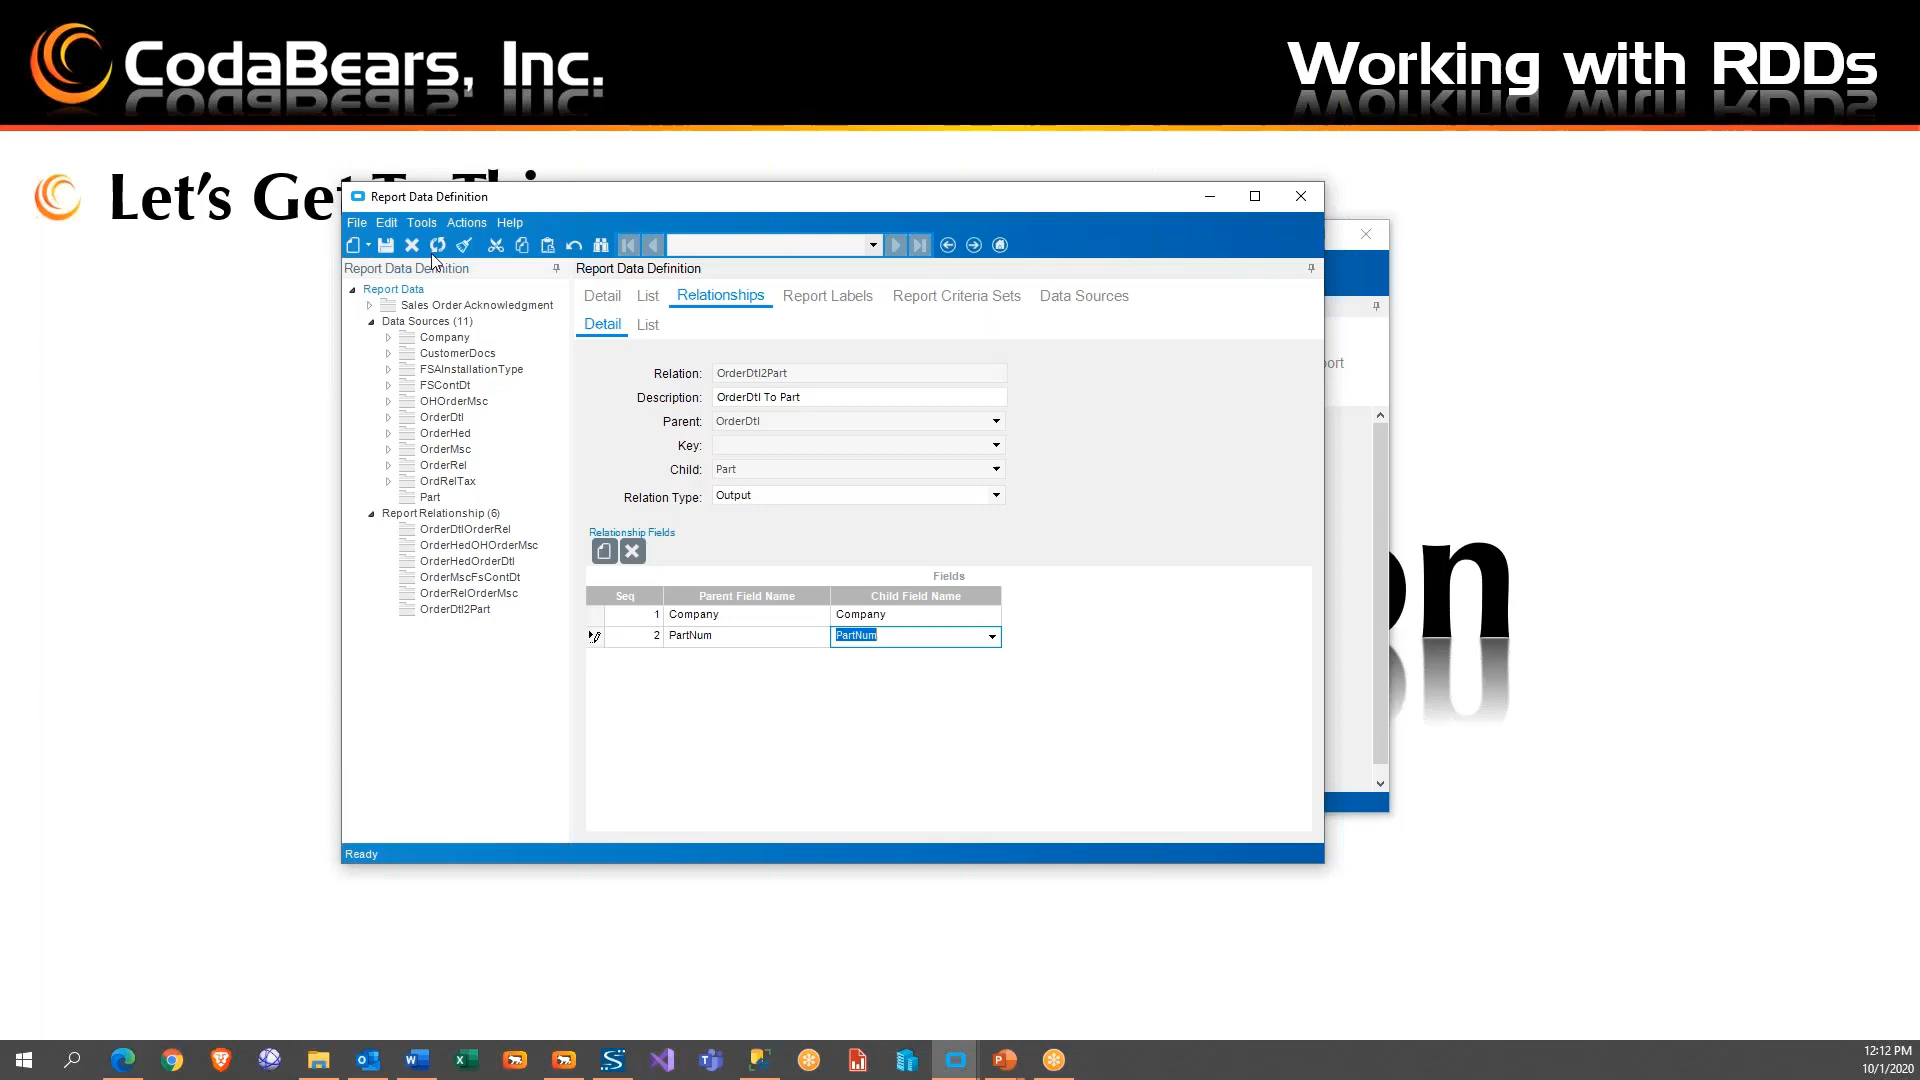 CodaBears, Inc.
Working with RDDs
Let's Get To Thi
Report Data Definition
File Edit Tools Actions Help
Report Data Definition
Report Data
Sales Order Acknowledgment
Data Sources (11)
Company
CustomerDocs
FSAInstallationType
FSContDt
OHOrderMsc
OrderDtl
OrderHed
OrderMsc
OrderRel
OrdRelTax
Part
Report Relationship (6)
OrderDtlOrderRel
OrderHedOHOrderMsc
OrderHedOrderDtl
OrderMscFsContDt
OrderRelOrderMsc
OrderDtl2Part
Report Data Definition
Detail List Relationships Report Labels Report Criteria Sets Data Sources
Detail List
Relation: OrderDtl2Part
Description: OrderDtl To Part
Parent: OrderDtl
Key:
Child: Part
Relation Type: Output
Relationship Fields
Fields
Seq Parent Field Name Child Field Name
1 Company Company
2 PartNum PartNum
Ready
ort
on
12:12 PM
10/1/2020